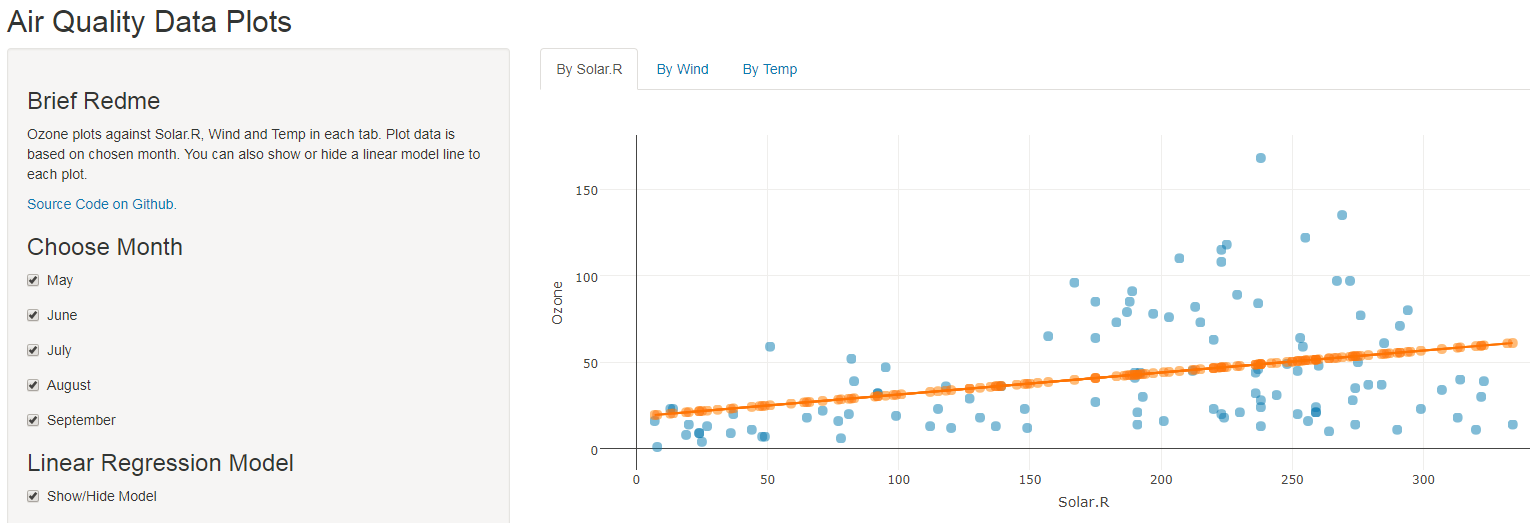 Air Quality Data Plots
Brief Redme
Ozone plots against Solar.R, Wind and Temp in each tab. Plot data is
based on chosen month. You can also show or hide a linear model line to
each plot.
Source Code on Github.
Choose Month
May
June
July
August
September
Linear Regression Model
Show/Hide Model
By Solar.R
By Wind
By Temp
Ozone
150
100
50
0
0
50
100
150
200
250
300
Solar.R